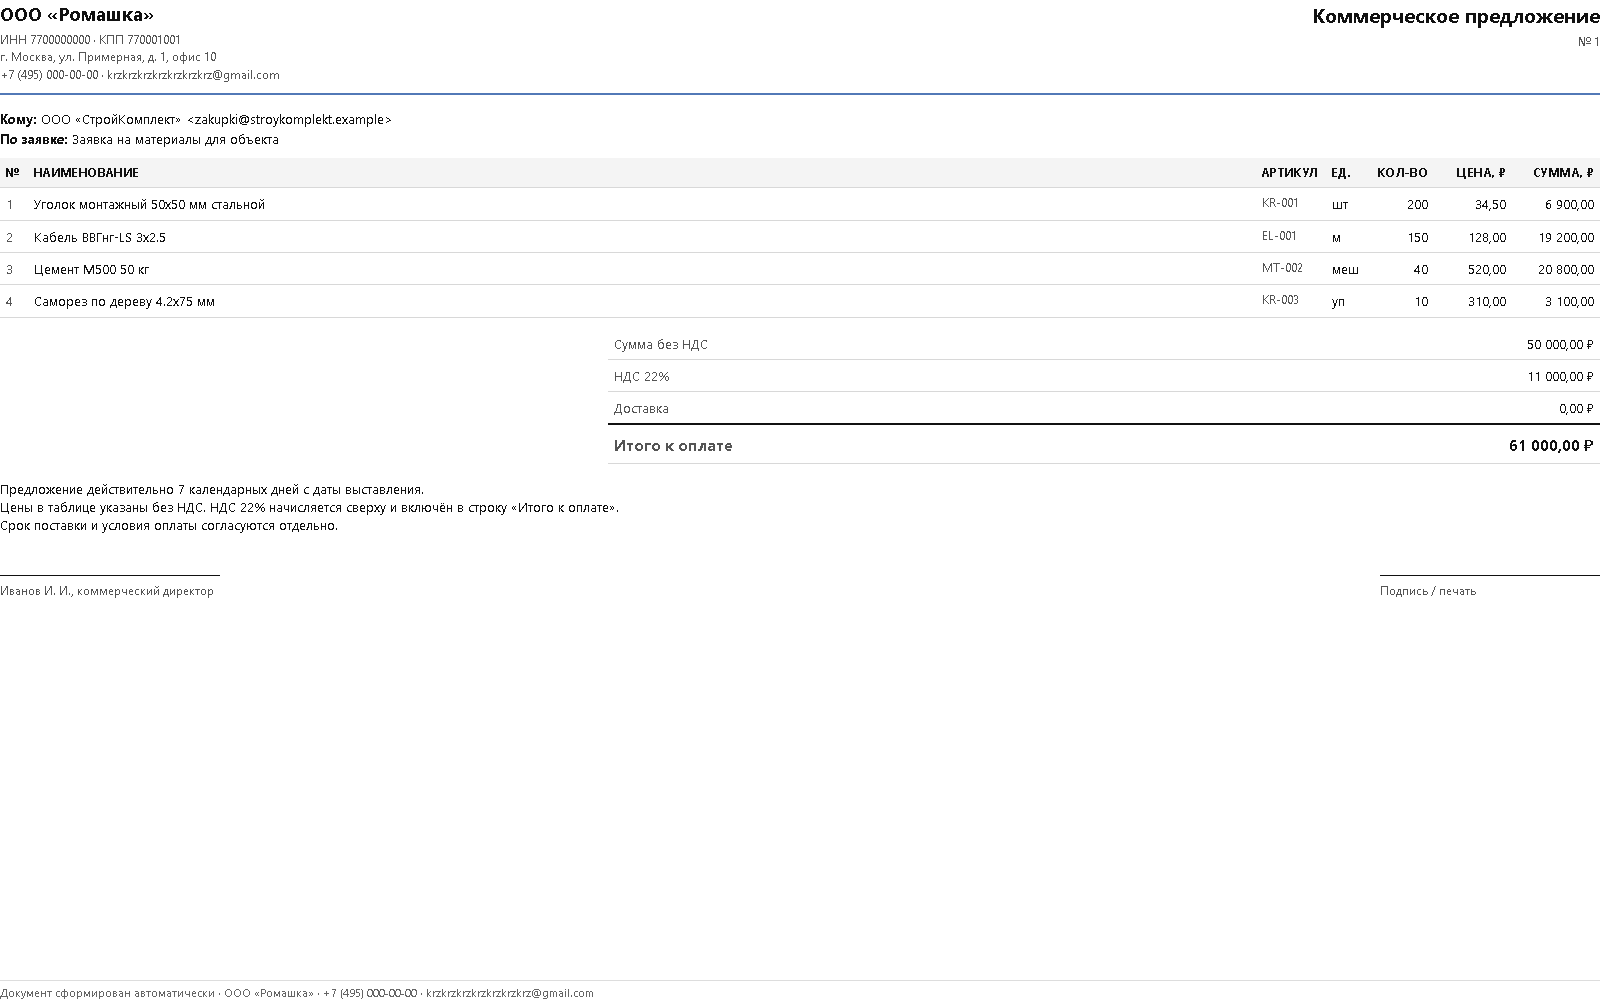 ООО «Ромашка»
Коммерческое предложение
ИНН 7700000000 · КПП 770001001
№ 1
г. Москва, ул. Примерная, д. 1, офис 10
+7 (495) 000-00-00 · krzkrzkrzkrzkrzkrzkrz@gmail.com
Кому: ООО «СтройКомплект» <zakupki@stroykomplekt.example>
По заявке: Заявка на материалы для объекта
№ НАИМЕНОВАНИЕ АРТИКУЛ ЕД. КОЛ-ВО ЦЕНА, ₽ СУММА, ₽
1 Уголок монтажный 50x50 мм стальной KR-001 шт 200 34,50 6 900,00
2 Кабель ВВГнг-LS 3x2.5 EL-001 м 150 128,00 19 200,00
3 Цемент М500 50 кг MT-002 меш 40 520,00 20 800,00
4 Саморез по дереву 4.2x75 мм KR-003 уп 10 310,00 3 100,00
Сумма без НДС 50 000,00 ₽
НДС 22% 11 000,00 ₽
Доставка 0,00 ₽
Итого к оплате 61 000,00 ₽
Предложение действительно 7 календарных дней с даты выставления.
Цены в таблице указаны без НДС. НДС 22% начисляется сверху и включён в строку «Итого к оплате».
Срок поставки и условия оплаты согласуются отдельно.
Иванов И. И., коммерческий директор
Подпись / печать
Документ сформирован автоматически · ООО «Ромашка» · +7 (495) 000-00-00 · krzkrzkrzkrzkrzkrzkrz@gmail.com